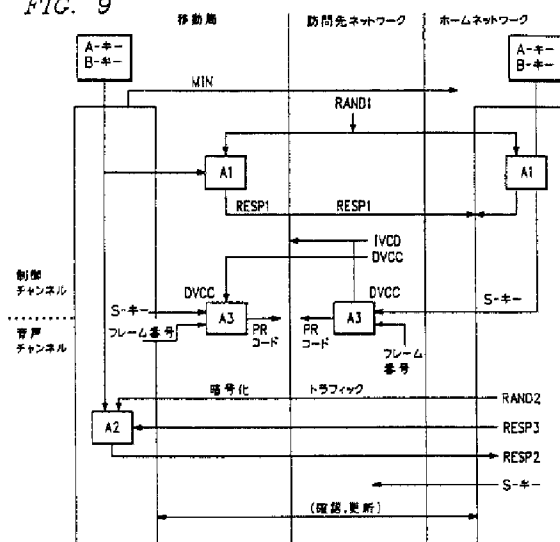 FIG. 9
移動局
訪問先ネットワーク
ホームネットワーク
A-キー
B-キー
A-キー
B-キー
MIN
RAND1
A1
A1
RESP1
RESP1
IVCD
DVCC
制御
チャンネル
DVCC
DVCC
S-キー
S-キー
A3
A3
PR
コード
PR
コード
音声
チャンネル
フレーム番号
フレーム
番号
暗号化
トラフィック
RAND2
A2
RESP3
RESP2
S-キー
(確認,更新)